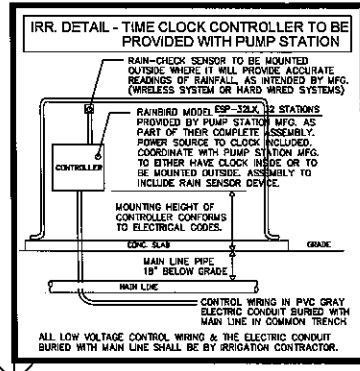 IRR. DETAIL - TIME CLOCK CONTROLLER TO BE
PROVIDED WITH PUMP STATION
RAIN-CHECK SENSOR TO BE MOUNTED
OUTSIDE WHERE IT WILL PROVIDE ACCURATE
READINGS OF RAINFALL, AS INTENDED BY MFG.
(WIRELESS SYSTEM OR HARD WIRED SYSTEMS)
RAINBIRD MODEL ESP-32LX, 32 STATIONS
PROVIDED BY PUMP STATION MFG. AS
PART OF THEIR COMPLETE ASSEMBLY.
POWER SOURCE TO CLOCK INCLUDED.
COORDINATE WITH PUMP STATION MFG.
TO EITHER HAVE CLOCK INSIDE OR TO
BE MOUNTED OUTSIDE. ASSEMBLY TO
INCLUDE RAIN SENSOR DEVICE.
CONTROLLER
MOUNTING HEIGHT OF
CONTROLLER CONFORMS
TO ELECTRICAL CODES.
CONC. SLAB
GRADE
MAIN LINE PIPE
18" BELOW GRADE
MAIN LINE
CONTROL WIRING IN PVC GRAY
ELECTRIC CONDUIT BURIED WITH
MAIN LINE IN COMMON TRENCH
ALL LOW VOLTAGE CONTROL WIRING & THE ELECTRIC CONDUIT
BURIED WITH MAIN LINE SHALL BE BY IRRIGATION CONTRACTOR.